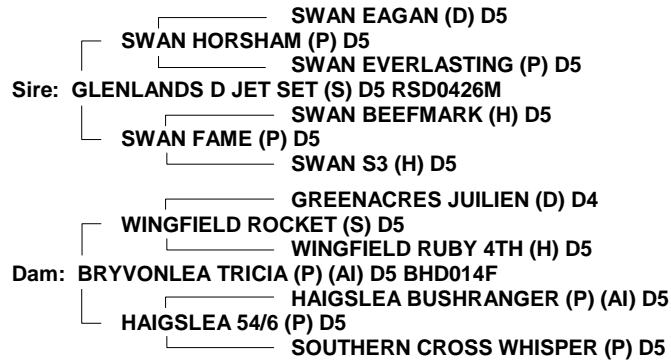 SWAN EAGAN (D) D5
SWAN HORSHAM (P) D5
SWAN EVERLASTING (P) D5
Sire: GLENLANDS D JET SET (S) D5 RSD0426M
SWAN BEEFMARK (H) D5
SWAN FAME (P) D5
SWAN S3 (H) D5
GREENACRES JUILIEN (D) D4
WINGFIELD ROCKET (S) D5
WINGFIELD RUBY 4TH (H) D5
Dam: BRYVONLEA TRICIA (P) (AI) D5 BHD014F
HAIGSLEA BUSHRANGER (P) (AI) D5
HAIGSLEA 54/6 (P) D5
SOUTHERN CROSS WHISPER (P) D5